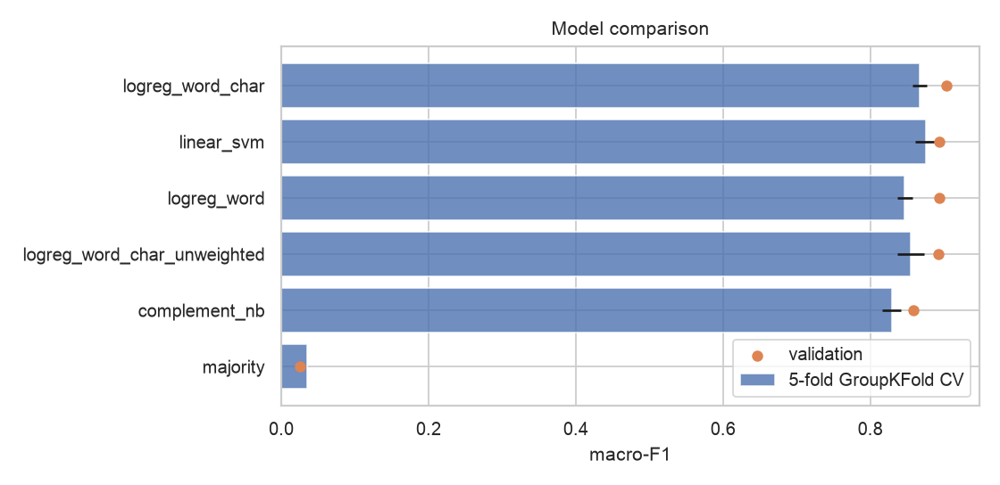 Model comparison
logreg_word_char
linear_svm
logreg_word
logreg_word_char_unweighted
complement_nb
majority
validation
5-fold GroupKFold CV
0.0 0.2 0.4 0.6 0.8
macro-F1